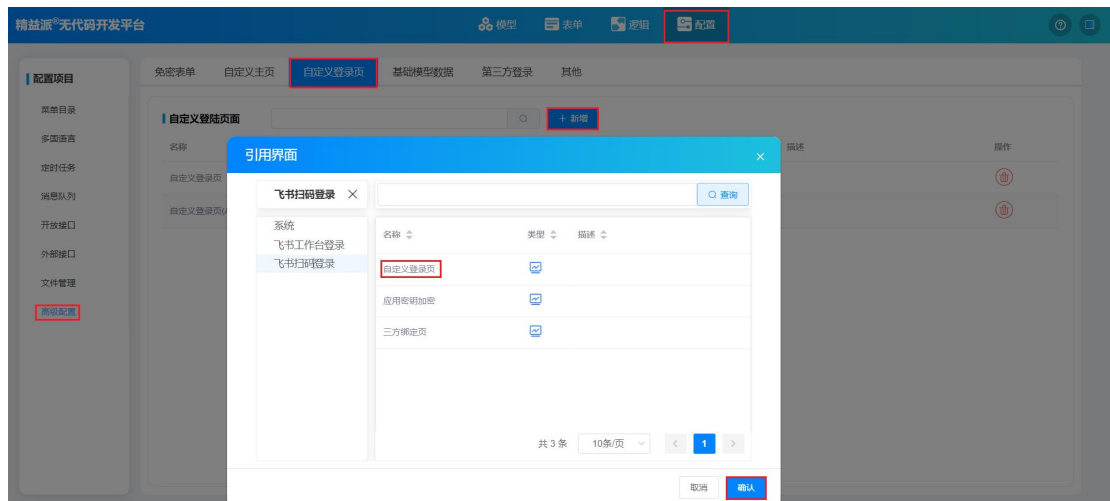 精益派®无代码开发平台
模型
表单
逻辑
配置
配置项目
菜单目录
多国语言
定时任务
消息队列
开放接口
外部接口
文件管理
高级配置
免密表单
自定义主页
自定义登录页
基础模型数据
第三方登录
其他
自定义登陆页面
+ 新增
名称
描述
操作
自定义登录页
自定义登录页(
引用界面
飞书扫码登录
查询
系统
飞书工作台登录
飞书扫码登录
名称
类型
描述
自定义登录页
应用密钥加密
三方绑定页
共 3 条
10条/页
1
取消
确认